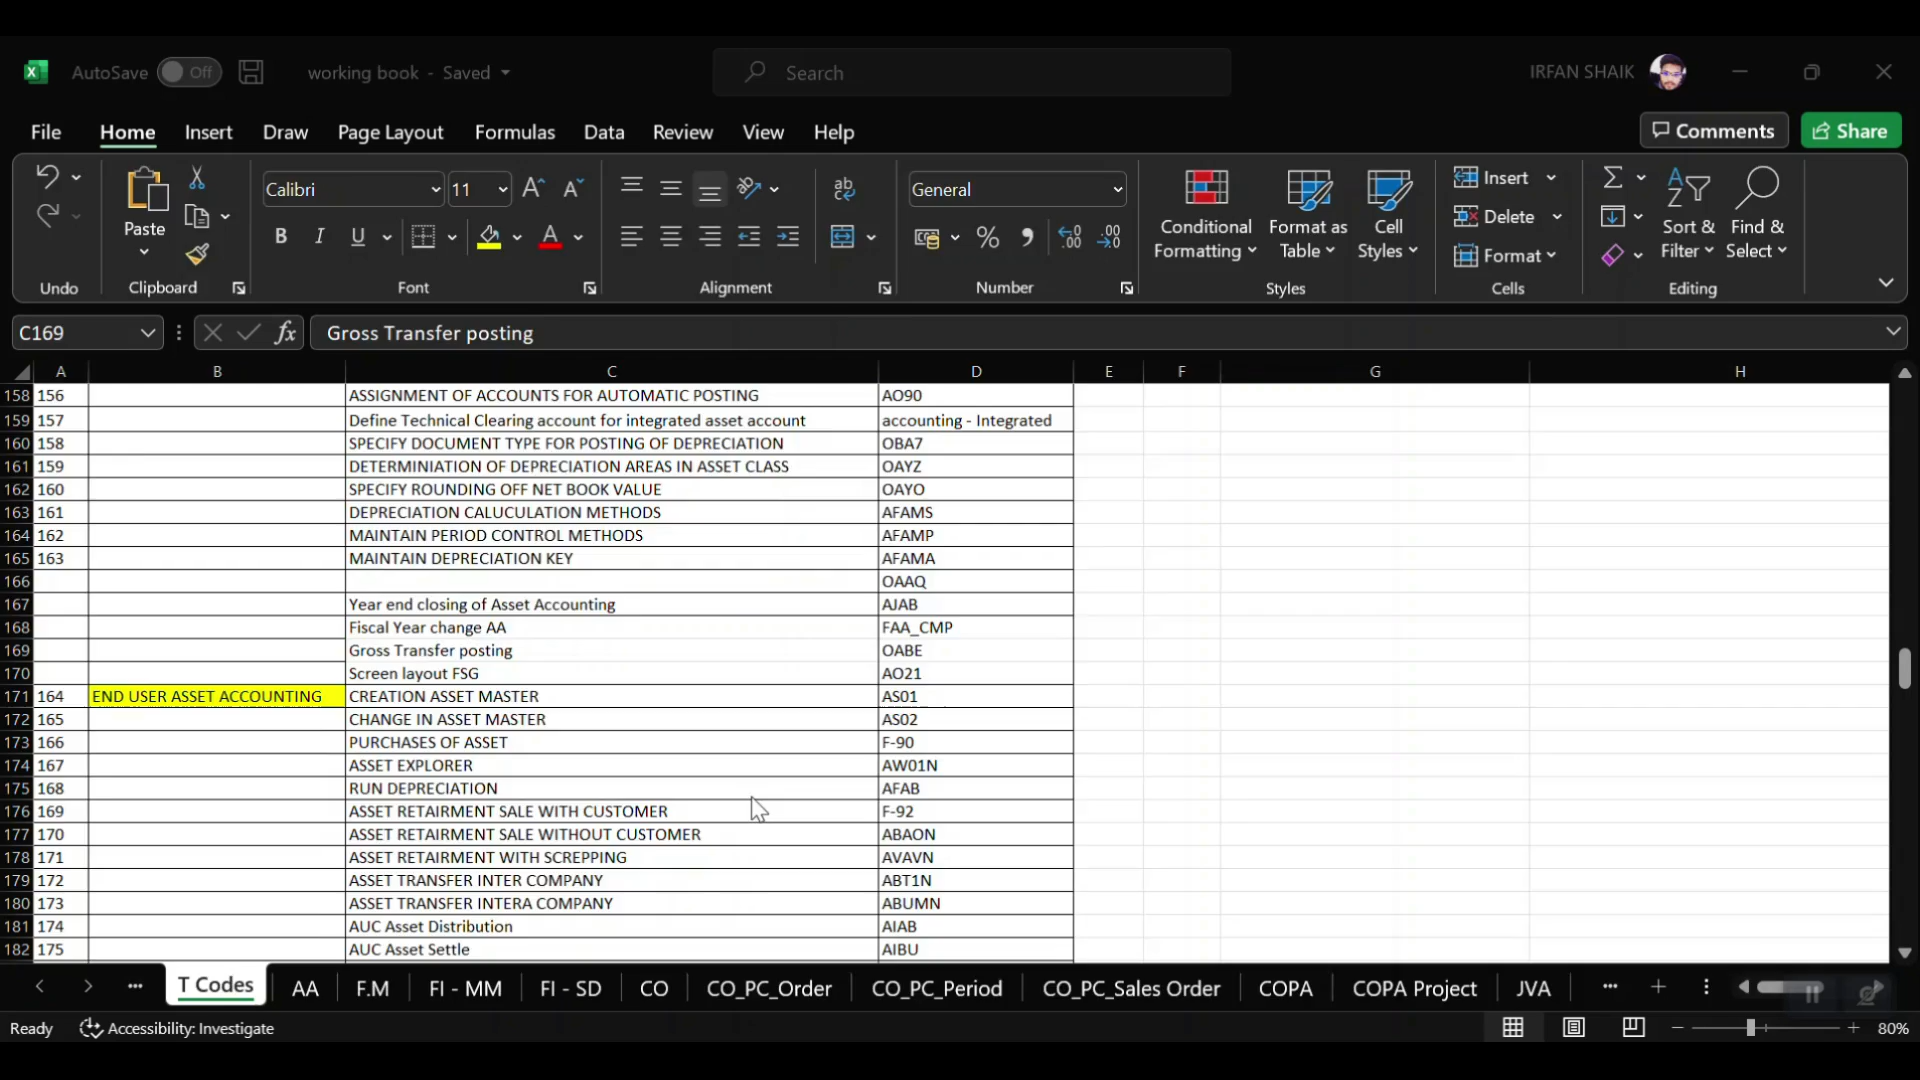 AutoSave Off working book - Saved Search IRFAN SHAIK
File Home Insert Draw Page Layout Formulas Data Review View Help Comments Share
Calibri 11 General Insert
Paste B I U Conditional Formatting Format as Table Cell Styles Delete Sort & Filter Find & Select
Format
Undo Clipboard Font Alignment Number Styles Cells Editing
C169 fx Gross Transfer posting
A B C D E F G H
158 156 ASSIGNMENT OF ACCOUNTS FOR AUTOMATIC POSTING AO90
159 157 Define Technical Clearing account for integrated asset account accounting - Integrated
160 158 SPECIFY DOCUMENT TYPE FOR POSTING OF DEPRECIATION OBA7
161 159 DETERMINIATION OF DEPRECIATION AREAS IN ASSET CLASS OAYZ
162 160 SPECIFY ROUNDING OFF NET BOOK VALUE OAYO
163 161 DEPRECIATION CALUCULATION METHODS AFAMS
164 162 MAINTAIN PERIOD CONTROL METHODS AFAMP
165 163 MAINTAIN DEPRECIATION KEY AFAMA
166 OAAQ
167 Year end closing of Asset Accounting AJAB
168 Fiscal Year change AA FAA_CMP
169 Gross Transfer posting OABE
170 Screen layout FSG AO21
171 164 END USER ASSET ACCOUNTING CREATION ASSET MASTER AS01
172 165 CHANGE IN ASSET MASTER AS02
173 166 PURCHASES OF ASSET F-90
174 167 ASSET EXPLORER AW01N
175 168 RUN DEPRECIATION AFAB
176 169 ASSET RETAIRMENT SALE WITH CUSTOMER F-92
177 170 ASSET RETAIRMENT SALE WITHOUT CUSTOMER ABAON
178 171 ASSET RETAIRMENT WITH SCREPPING AVAVN
179 172 ASSET TRANSFER INTER COMPANY ABT1N
180 173 ASSET TRANSFER INTERA COMPANY ABUMN
181 174 AUC Asset Distribution AIAB
182 175 AUC Asset Settle AIBU
T Codes AA F.M FI - MM FI - SD CO CO_PC_Order CO_PC_Period CO_PC_Sales Order COPA COPA Project JVA
Ready Accessibility: Investigate 80%